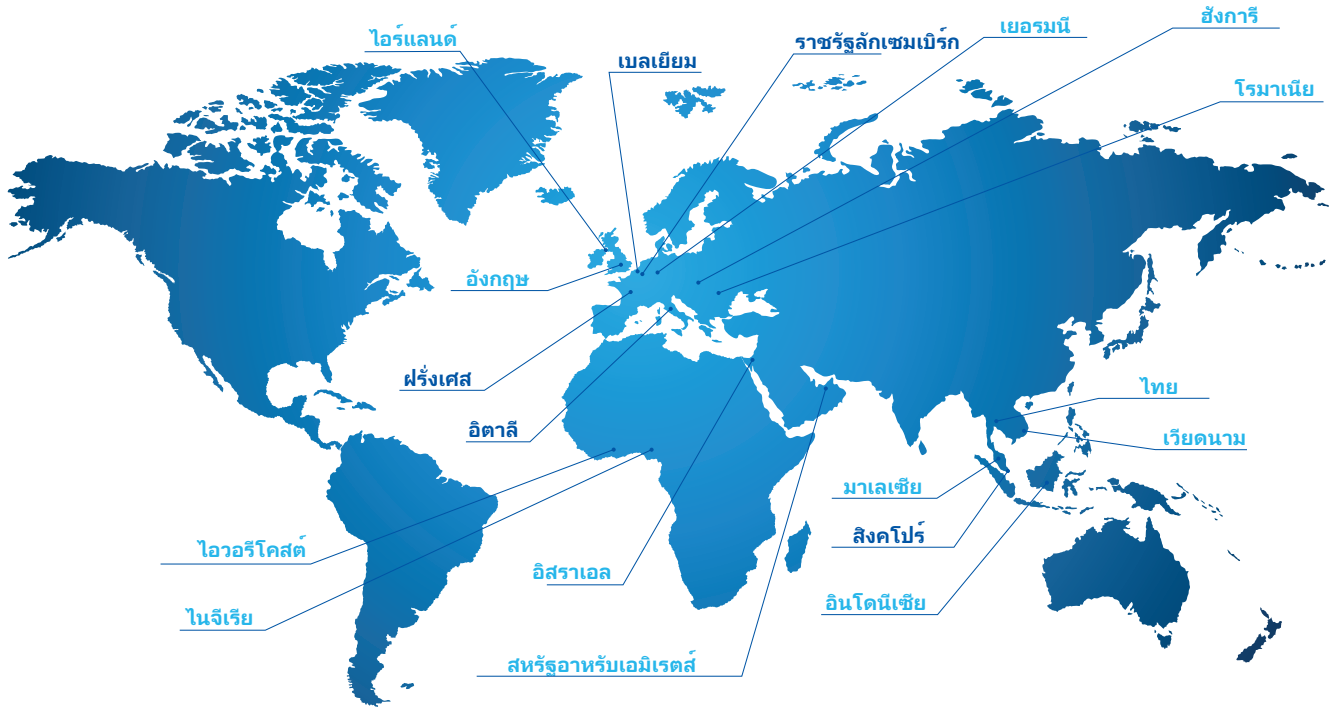 ฮังการี
เยอรมนี
ไอร์แลนด์
ราชรัฐลักเซมเบิร์ก
เบลเยียม
โรมาเนีย
อังกฤษ
ฝรั่งเศส
ไทย
อิตาลี
เวียดนาม
มาเลเซีย
สิงคโปร์
ไอวอรีโคสต์
อิสราเอล
อินโดนีเซีย
ไนจีเรีย
สหรัฐอาหรับเอมิเรตส์